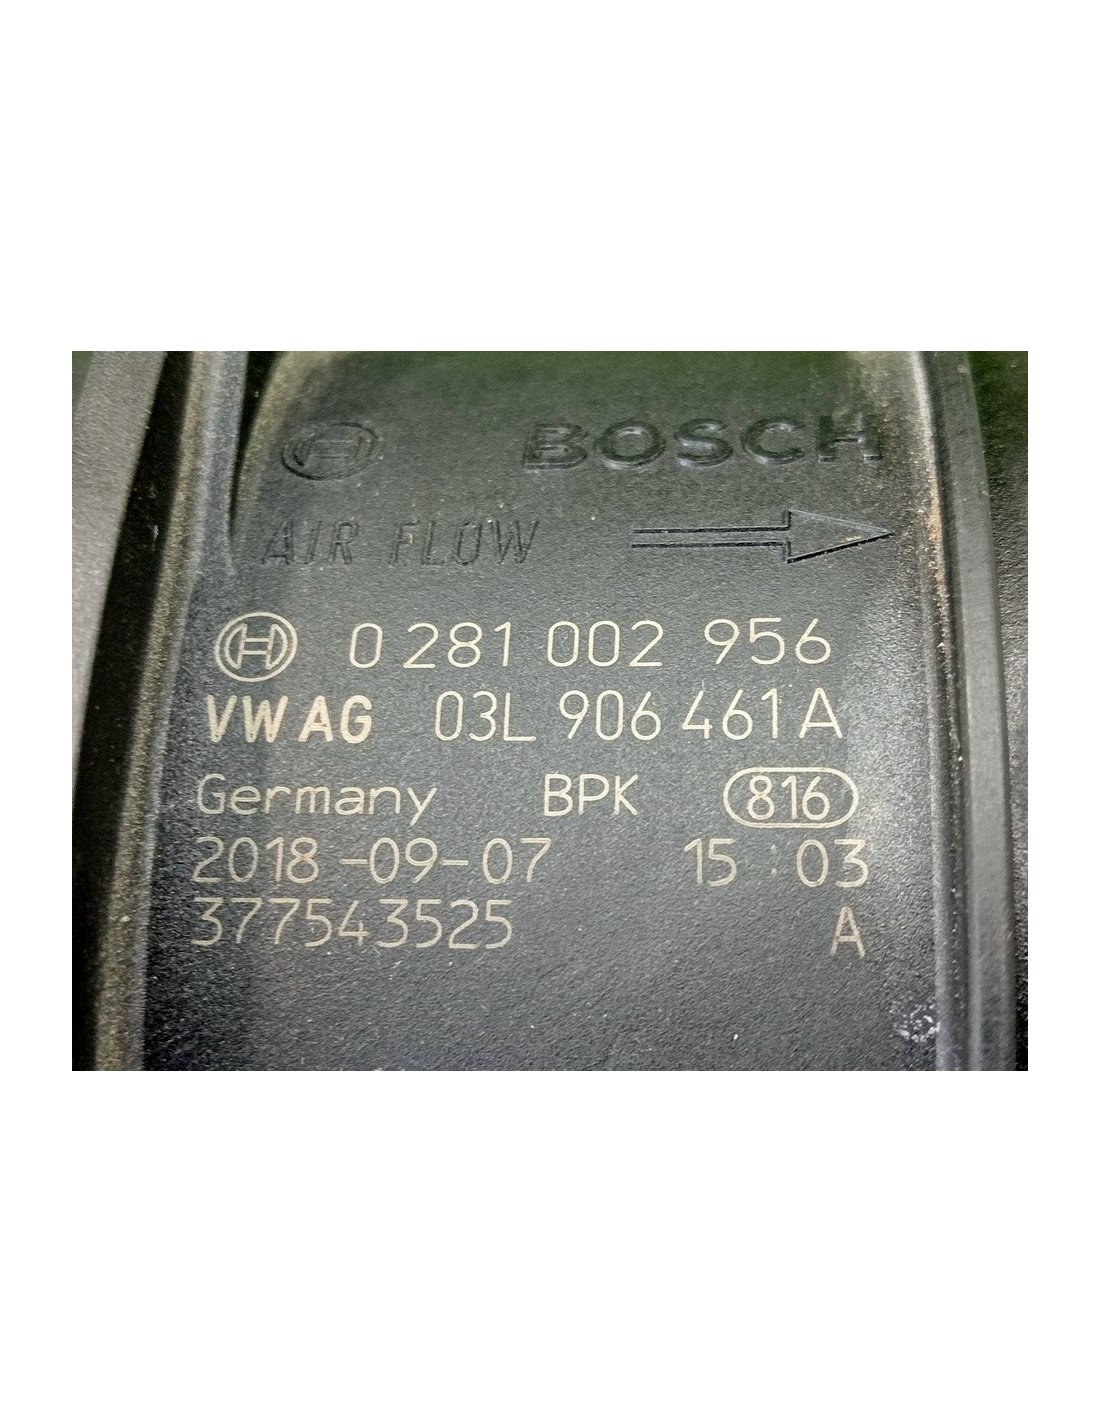 BOSCH
AIR FLOW
0 281 002 956
VW AG 03L 906 461 A
Germany BPK 816
2018-09-07 15:03
377543525 A